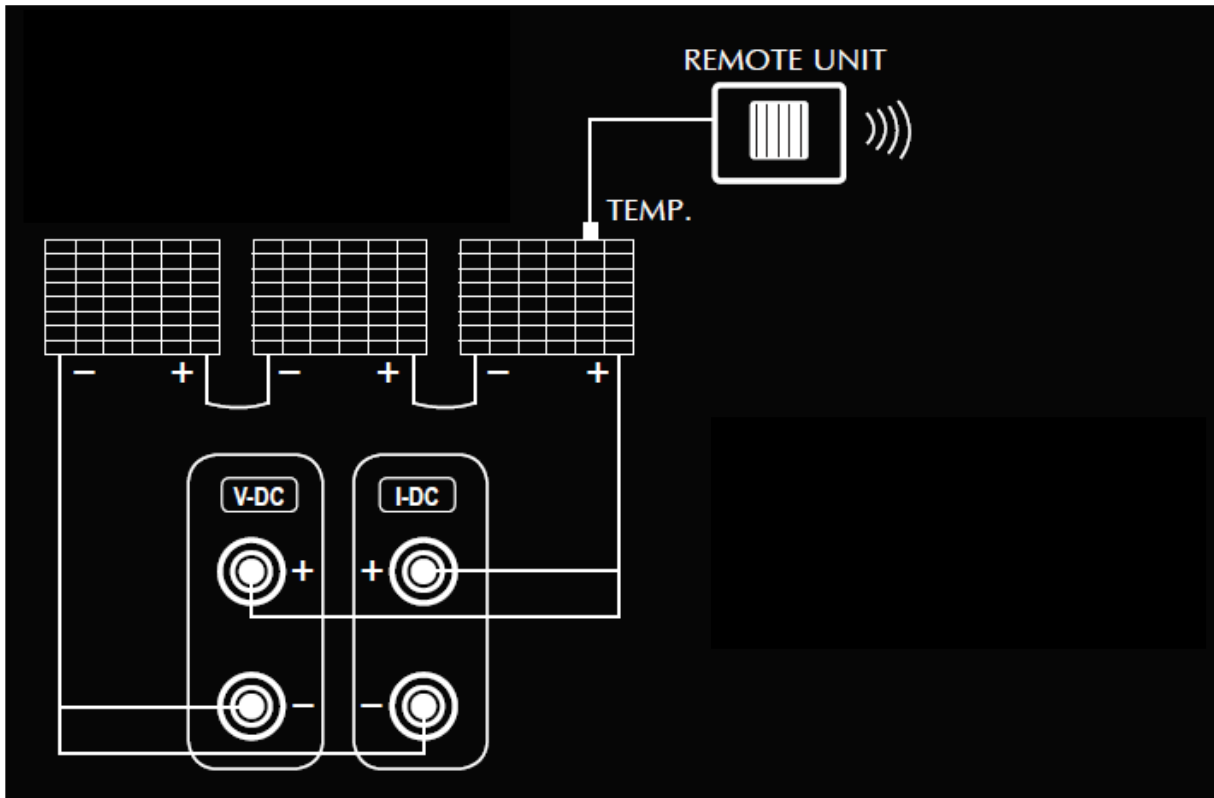 REMOTE UNIT
TEMP.
− + − + − +
V-DC I-DC
+ +
− −